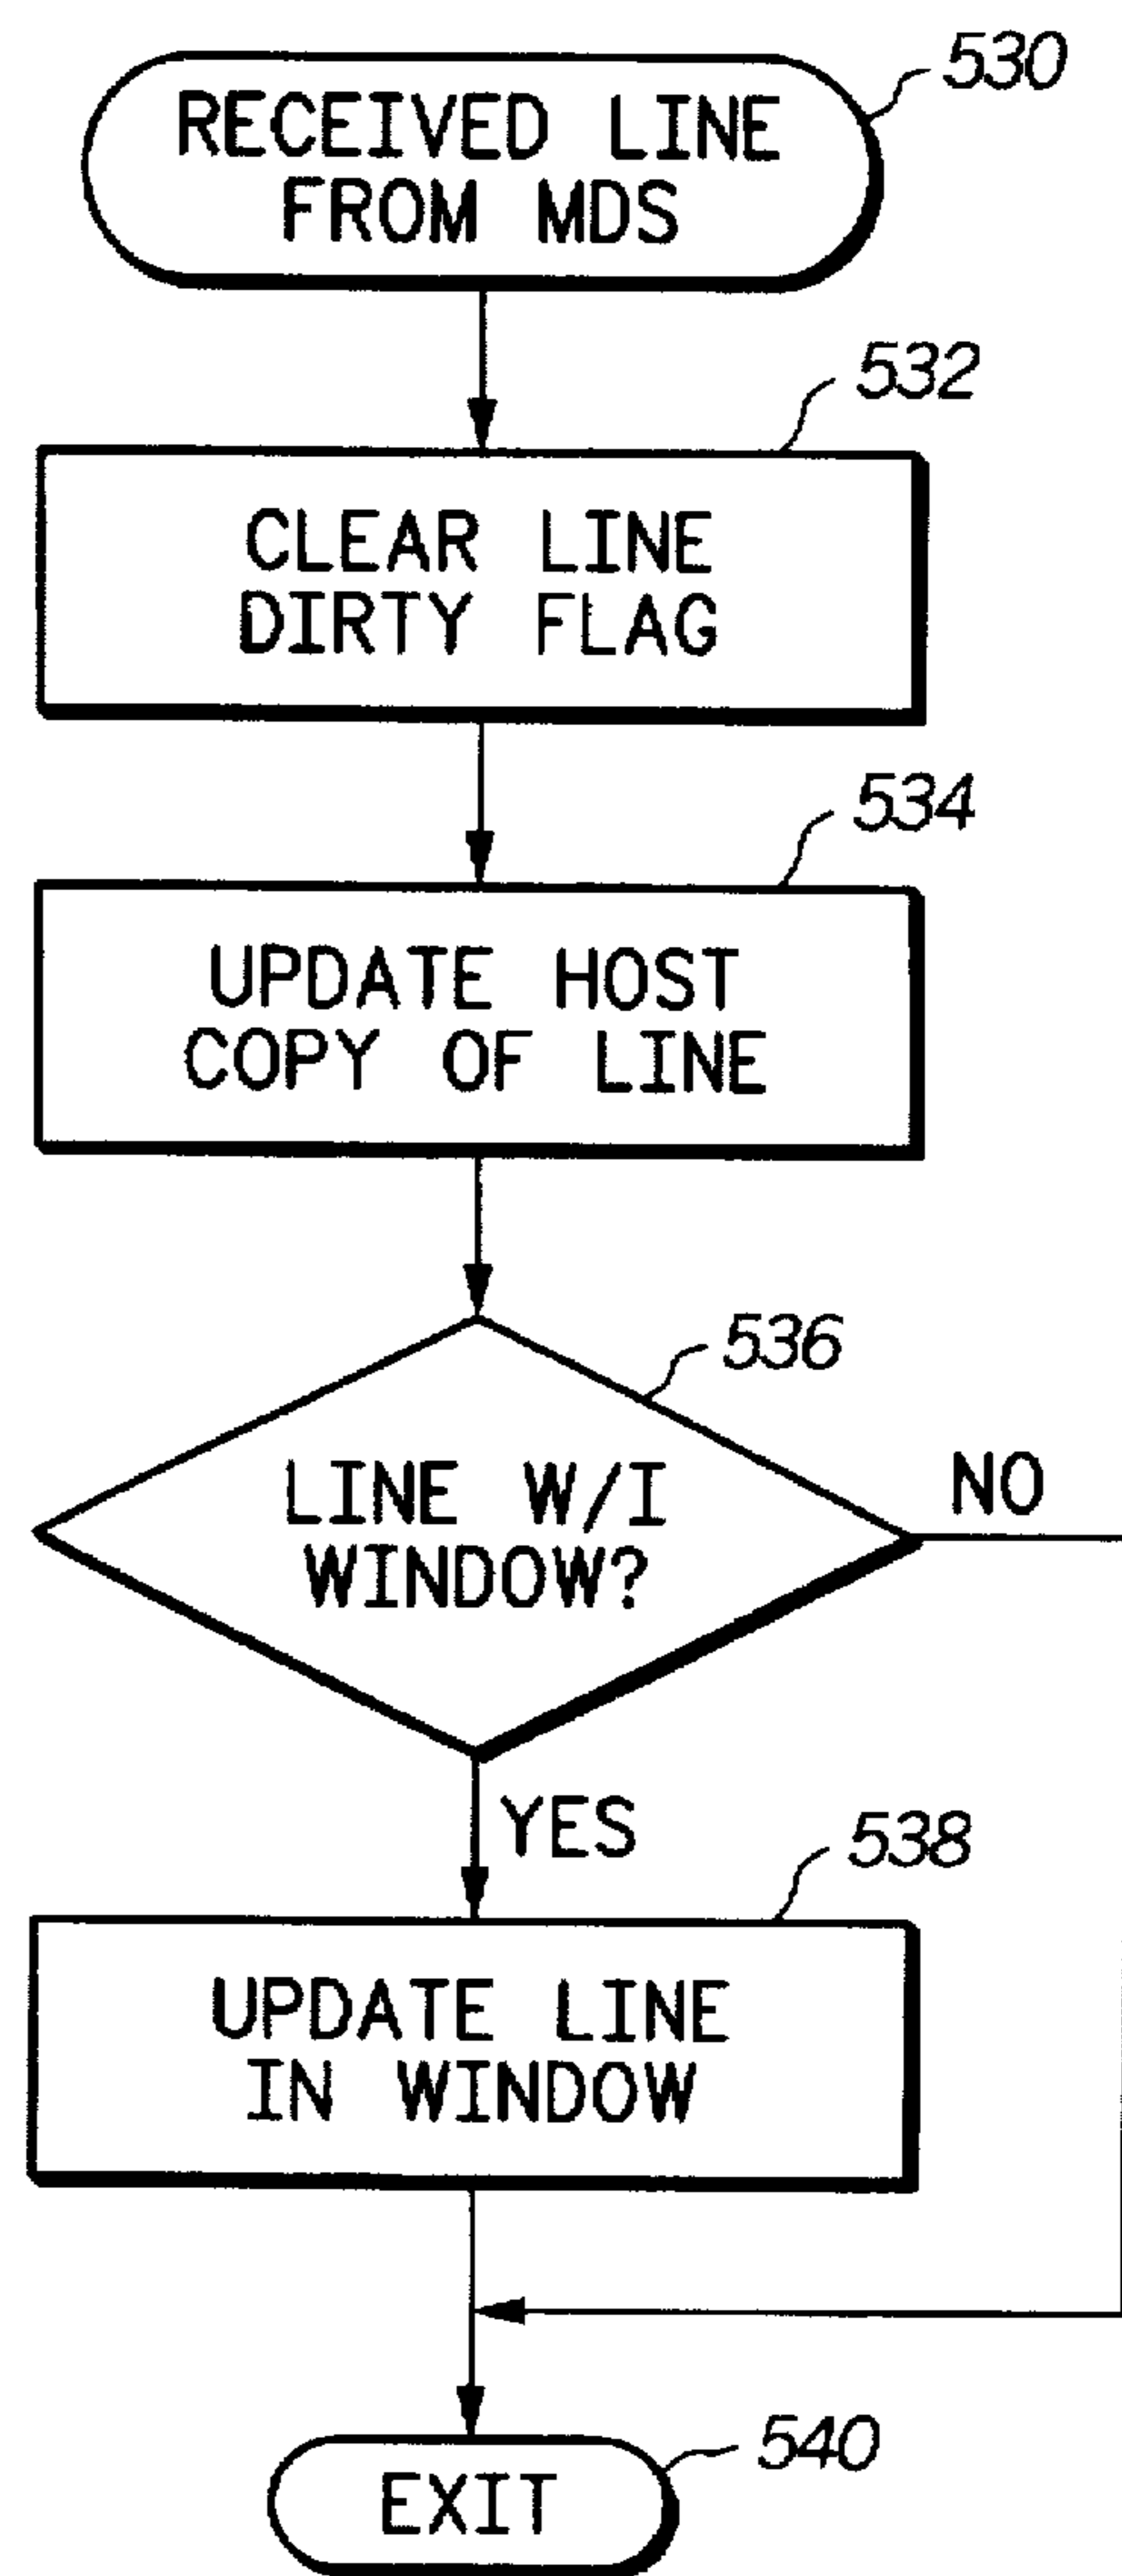 530
RECEIVED LINE
FROM MDS
532
CLEAR LINE
DIRTY FLAG
534
UPDATE HOST
COPY OF LINE
536
LINE W/I
WINDOW?
NO
YES
538
UPDATE LINE
IN WINDOW
540
EXIT